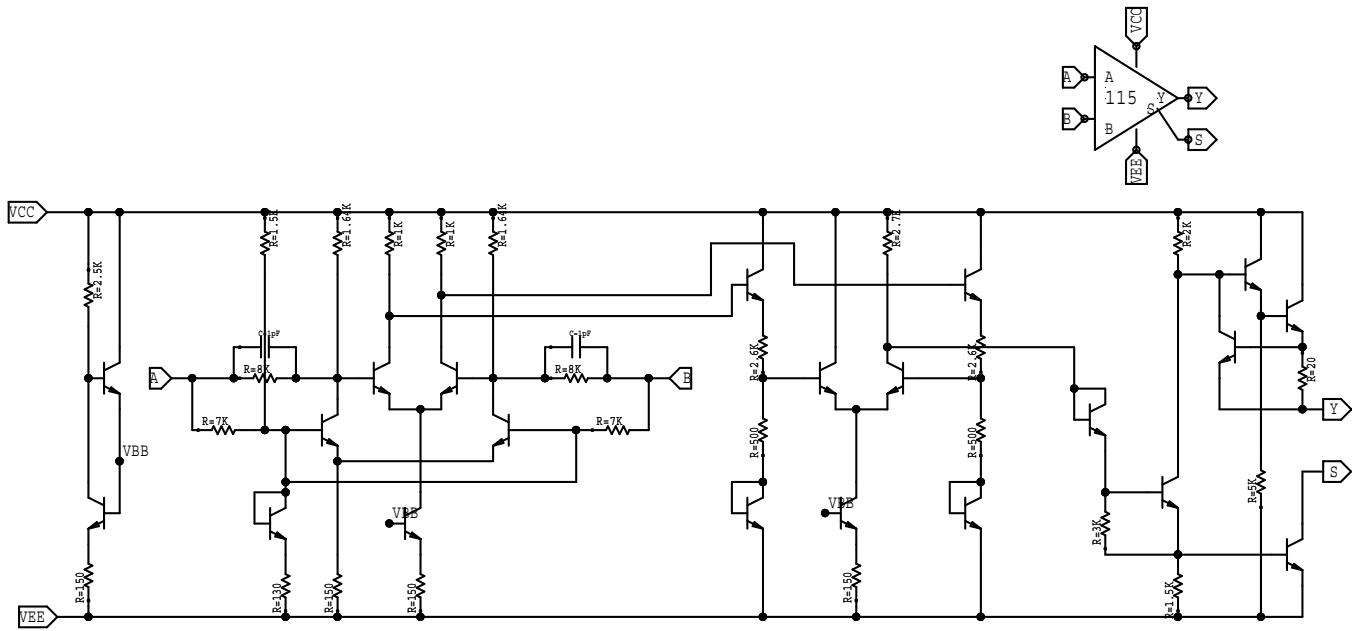 VCC
A
A
115
Y
Y
S
B
B
S
VEE
VCC
R=2.5K
R=1.5K
R=1.64K
R=1K
R=1K
R=1.64K
R=2.7K
R=2K
C=1pF
C=1pF
R=8K
R=8K
A
B
R=2.6K
R=2.6K
R=20
Y
R=7K
R=7K
VBB
R=500
R=500
S
R=5K
VBB
VBB
R=3K
R=150
R=130
R=150
R=150
R=150
R=1.5K
VEE